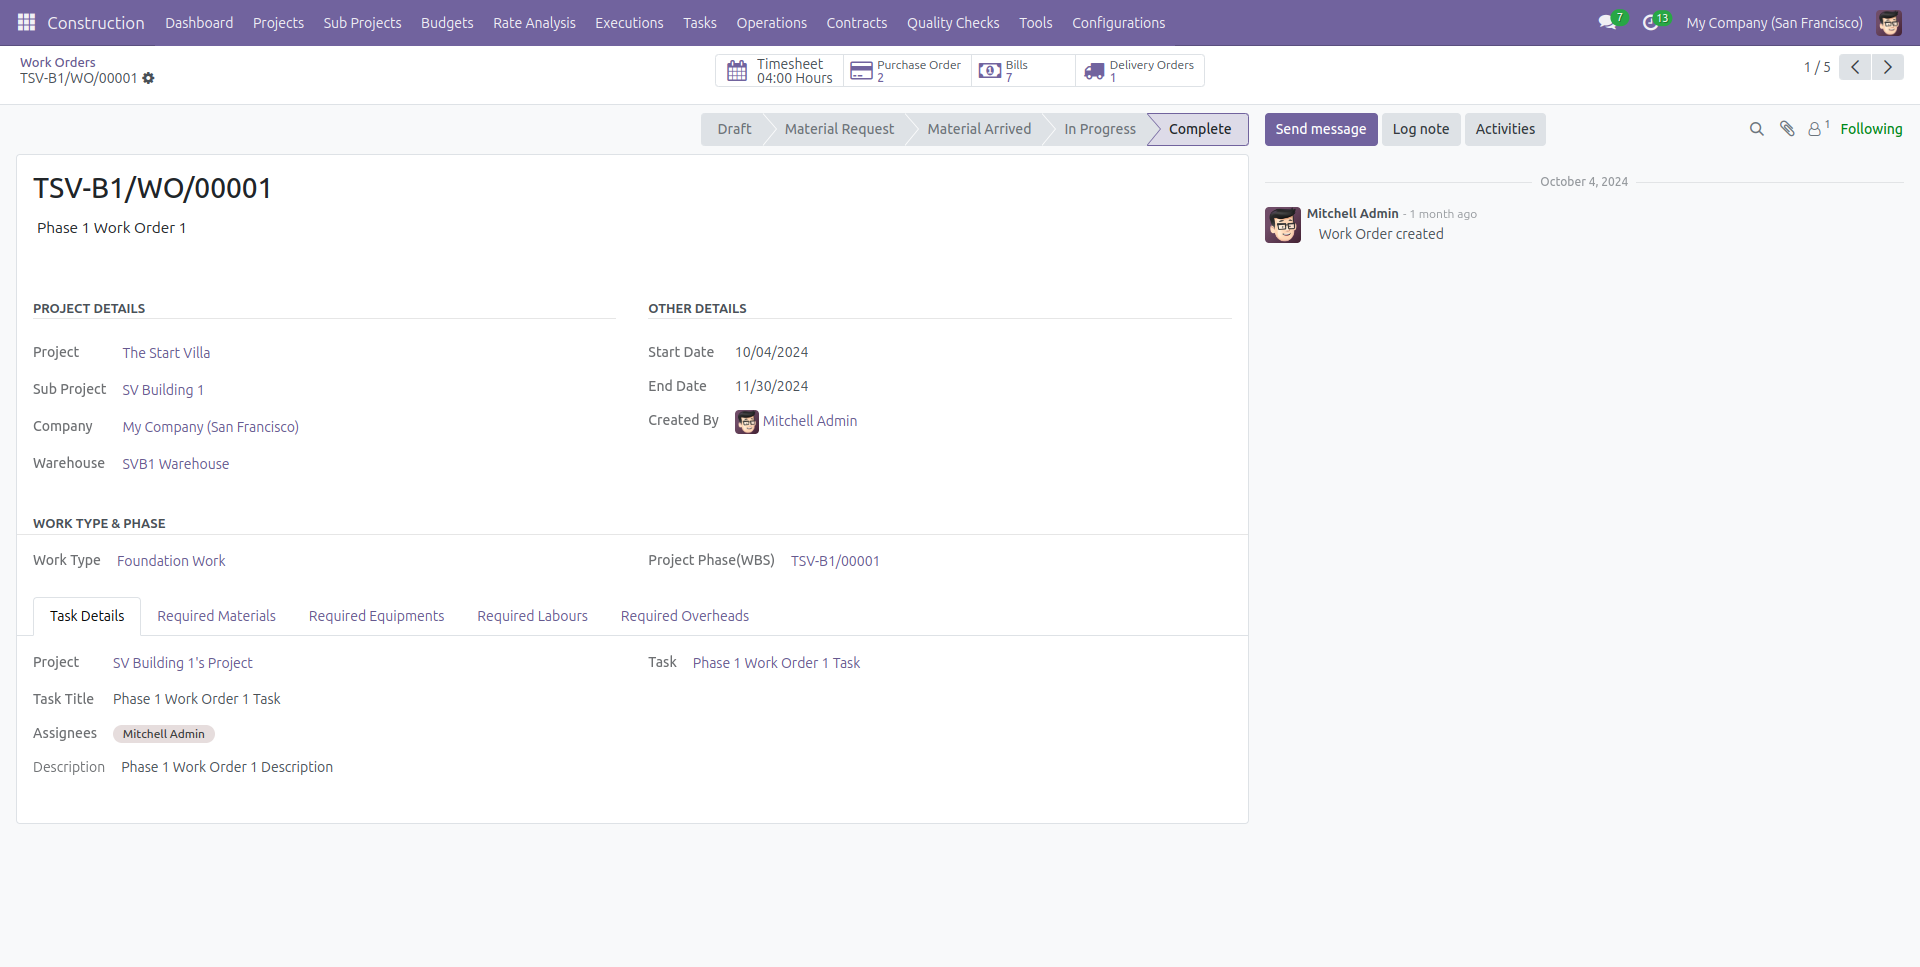 Construction Dashboard Projects Sub Projects Budgets Rate Analysis Executions Tasks Operations Contracts Quality Checks Tools Configurations 7 13 My Company (San Francisco)
Work Orders
TSV-B1/WO/00001
Timesheet
04:00 Hours
Purchase Order
2
Bills
7
Delivery Orders
1
1 / 5
Draft Material Request Material Arrived In Progress Complete
Send message Log note Activities 1 Following
TSV-B1/WO/00001
Phase 1 Work Order 1
PROJECT DETAILS
Project The Start Villa
Sub Project SV Building 1
Company My Company (San Francisco)
Warehouse SVB1 Warehouse
OTHER DETAILS
Start Date 10/04/2024
End Date 11/30/2024
Created By Mitchell Admin
WORK TYPE & PHASE
Work Type Foundation Work
Project Phase(WBS) TSV-B1/00001
Task Details Required Materials Required Equipments Required Labours Required Overheads
Project SV Building 1's Project
Task Phase 1 Work Order 1 Task
Task Title Phase 1 Work Order 1 Task
Assignees Mitchell Admin
Description Phase 1 Work Order 1 Description
October 4, 2024
Mitchell Admin - 1 month ago
Work Order created